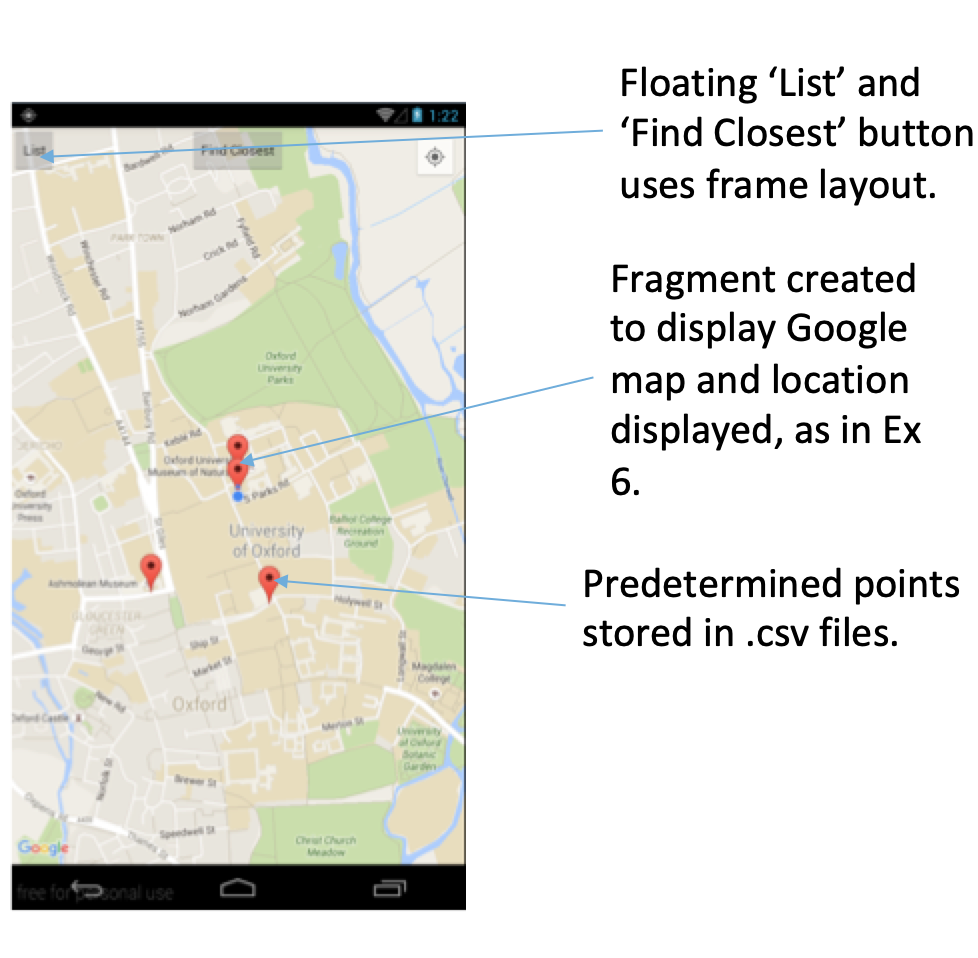 Floating ‘List’ and
‘Find Closest’ button
uses frame layout.
Fragment created
to display Google
map and location
displayed, as in Ex
6.
Predetermined points
stored in .csv files.
1:22
List
Find Closest
Bardwell Rd
Norham Rd
PARK TOWN
Fyfield Rd
Crick Rd
Winchester Rd
Woodstock Rd
Norham Gardens
A4165
Oxford
University
Parks
Banbury Rd
A4144
Keble Rd
JERICHO
Oxford Univers
Museum of Natur
S Parks Rd
Oxford
University
Press
St Giles
Balliol College
Recreation
Ground
University
of Oxford
Ashmolean Museum
Holywell St
GLOUCESTER
GREEN
George St
Ship St
Market St
Longwall St
Magdalen
College
New Rd
Oxford
Oxford Castle
Merton St
University
of Oxford
Botanic
Garden
Norfolk St
Brewer St
Speedwell St
Thames St
Christ Church
Meadow
Google
free for personal use